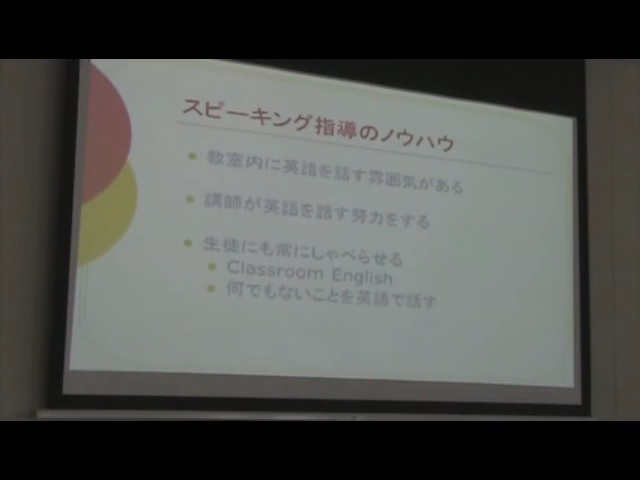 スピーキング指導のノウハウ
教室内に英語を話す雰囲気がある
講師が英語を話す努力をする
生徒にも常にしゃべらせる
Classroom English
何でもないことを英語で話す